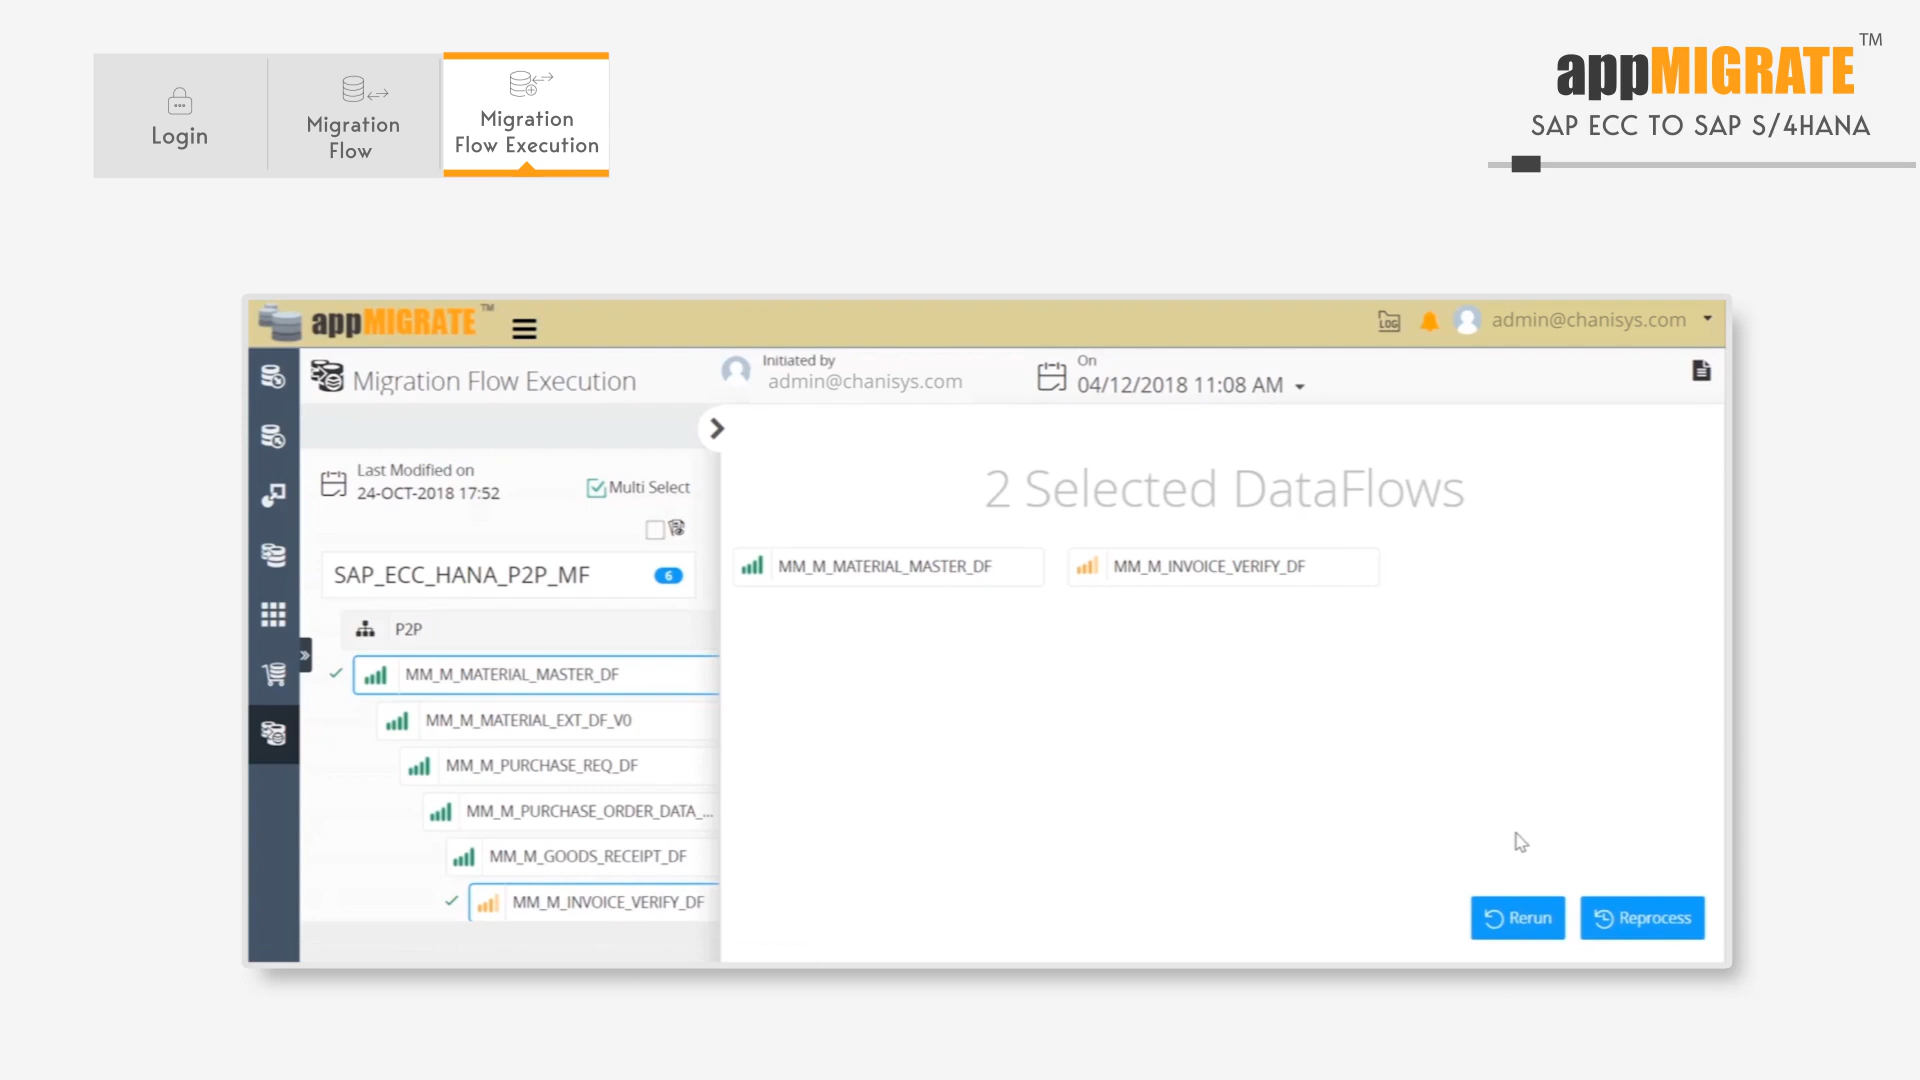 Login
Migration
Flow
Migration
Flow Execution
appMIGRATE™
SAP ECC TO SAP S/4HANA
appMIGRATE™
LOG
admin@chanisys.com
Migration Flow Execution
Initiated by
admin@chanisys.com
On
04/12/2018 11:08 AM
Last Modified on
24-OCT-2018 17:52
Multi Select
SAP_ECC_HANA_P2P_MF
6
P2P
MM_M_MATERIAL_MASTER_DF
MM_M_MATERIAL_EXT_DF_V0
MM_M_PURCHASE_REQ_DF
MM_M_PURCHASE_ORDER_DATA_...
MM_M_GOODS_RECEIPT_DF
MM_M_INVOICE_VERIFY_DF
2 Selected DataFlows
MM_M_MATERIAL_MASTER_DF
MM_M_INVOICE_VERIFY_DF
Rerun
Reprocess